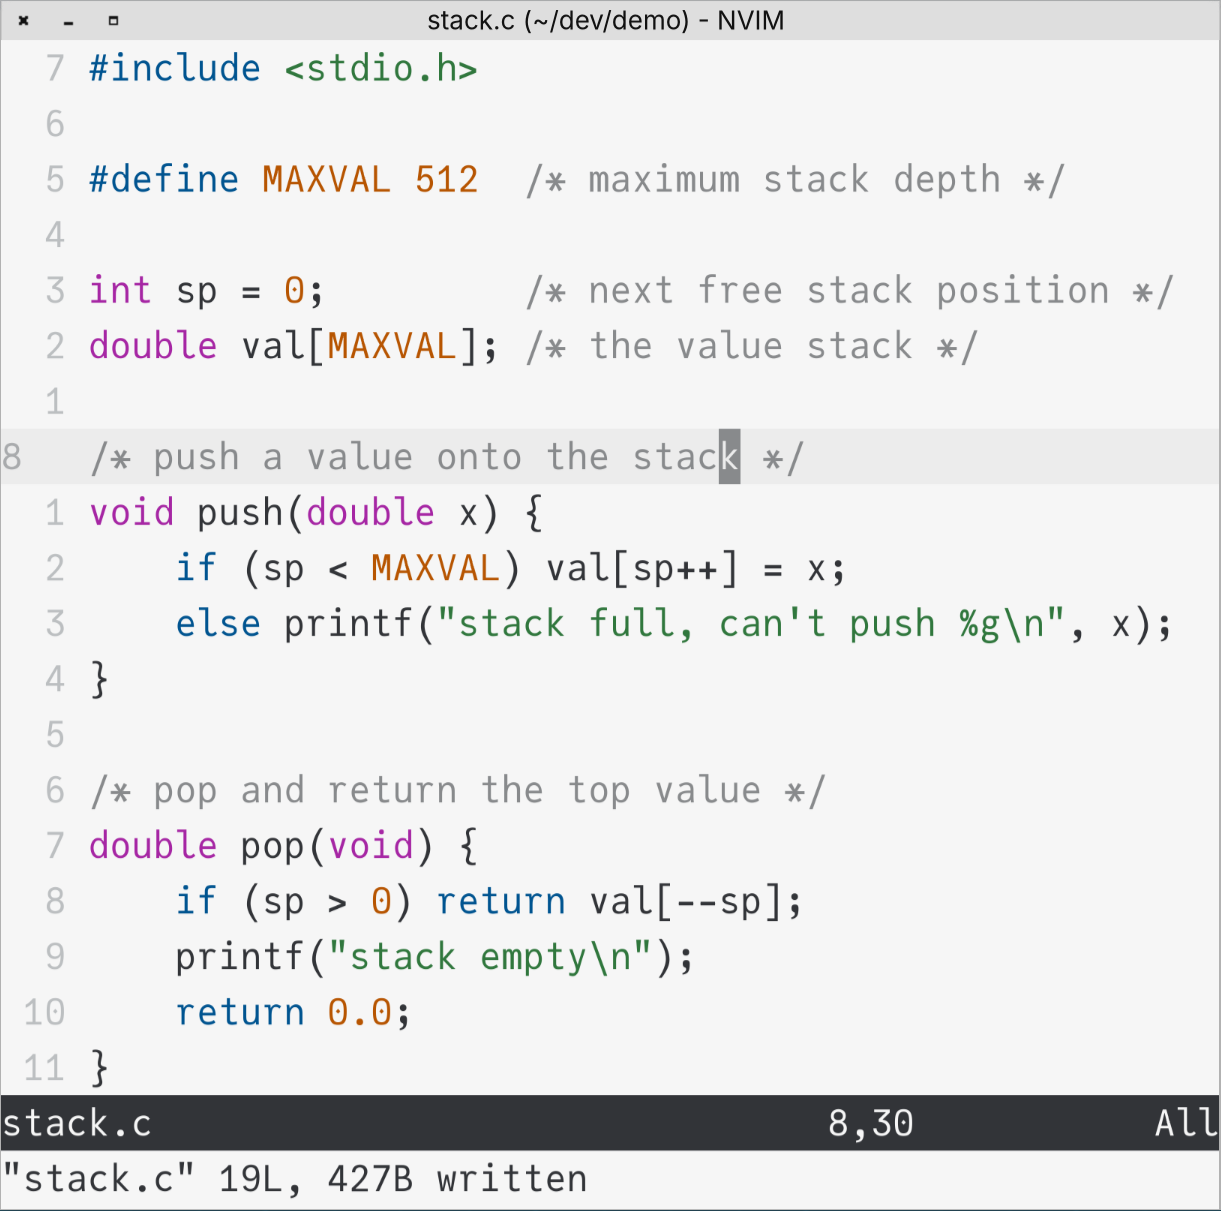 stack.c (~/dev/demo) - NVIM
7 #include <stdio.h>
6
5 #define MAXVAL 512  /* maximum stack depth */
4
3 int sp = 0;         /* next free stack position */
2 double val[MAXVAL]; /* the value stack */
1
8   /* push a value onto the stack */
1 void push(double x) {
2     if (sp < MAXVAL) val[sp++] = x;
3     else printf("stack full, can't push %g\n", x);
4 }
5
6 /* pop and return the top value */
7 double pop(void) {
8     if (sp > 0) return val[--sp];
9     printf("stack empty\n");
10     return 0.0;
11 }
stack.c 8,30 All
"stack.c" 19L, 427B written